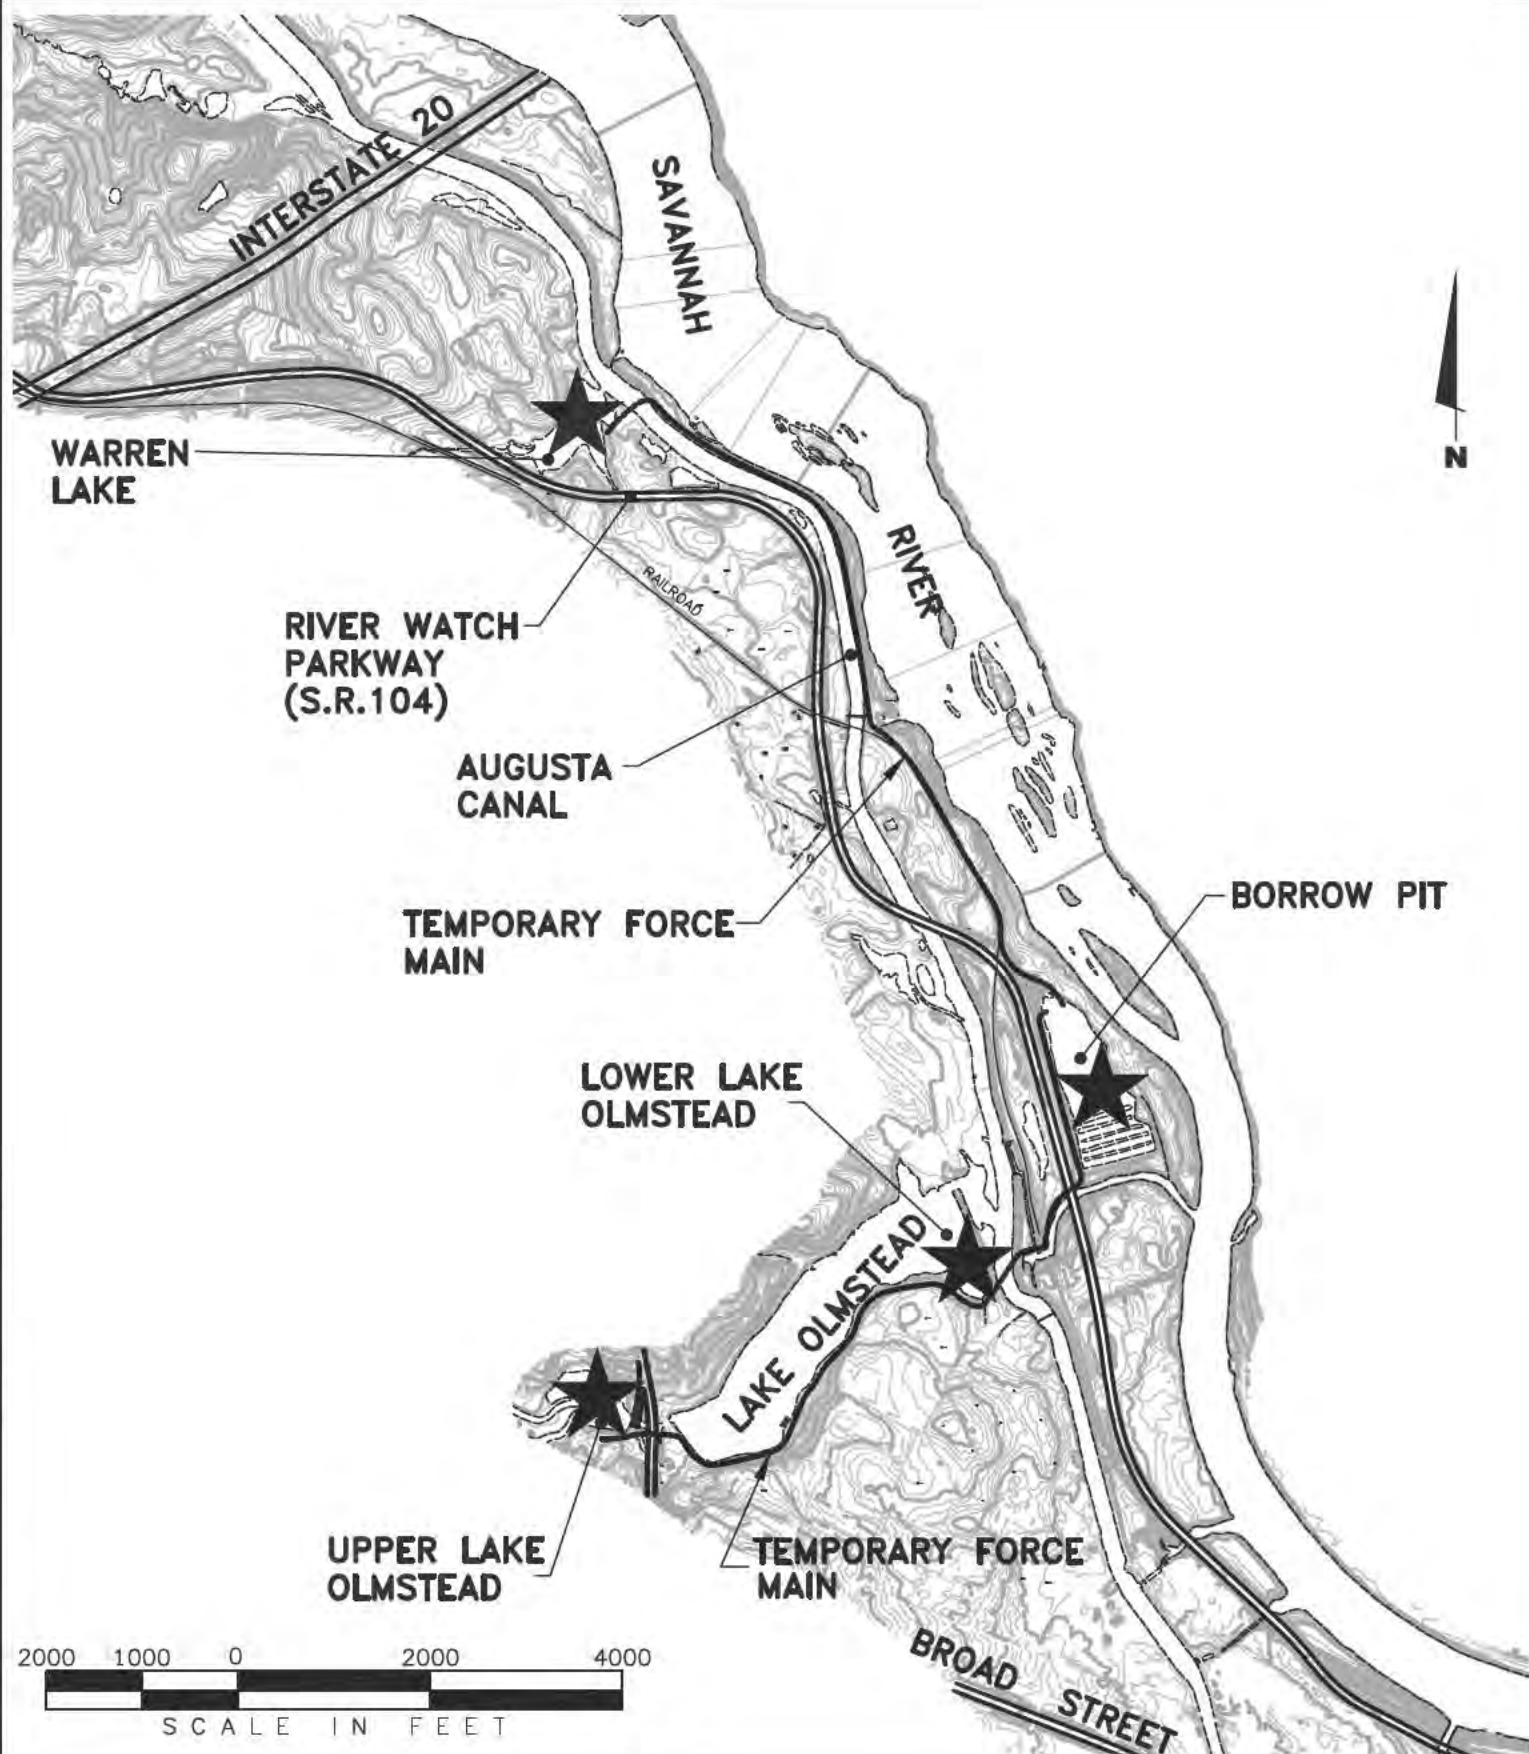 INTERSTATE 20
SAVANNAH
RIVER
N
WARREN
LAKE
RIVER WATCH
PARKWAY
(S.R.104)
RAILROAD
AUGUSTA
CANAL
TEMPORARY FORCE
MAIN
BORROW PIT
LOWER LAKE
OLMSTEAD
LAKE OLMSTEAD
UPPER LAKE
OLMSTEAD
TEMPORARY FORCE
MAIN
BROAD STREET
2000 1000 0 2000 4000
SCALE IN FEET